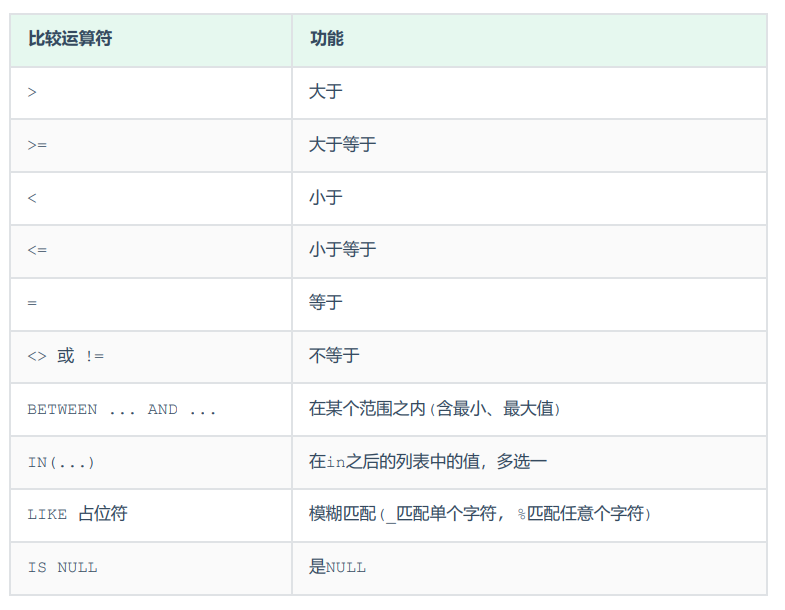 比较运算符 功能
> 大于
>= 大于等于
< 小于
<= 小于等于
= 等于
<> 或 != 不等于
BETWEEN ... AND ... 在某个范围之内(含最小、最大值)
IN(...) 在in之后的列表中的值，多选一
LIKE 占位符 模糊匹配(_匹配单个字符, %匹配任意个字符)
IS NULL 是NULL